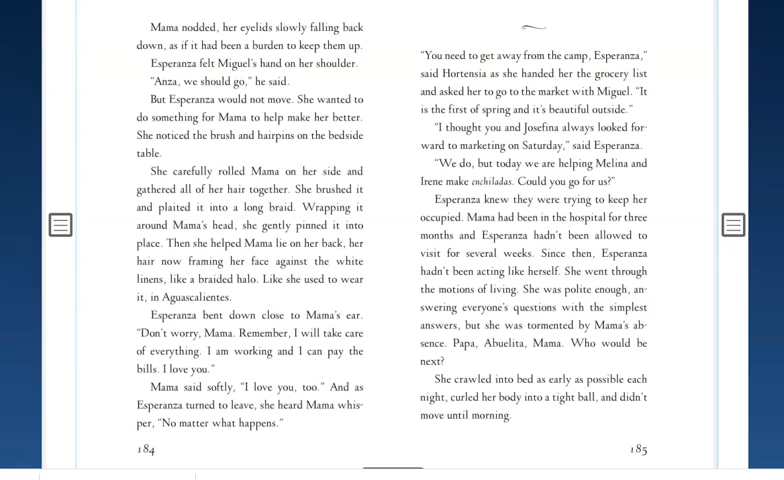 Mama nodded, her eyelids slowly falling back
down, as if it had been a burden to keep them up.
Esperanza felt Miguel's hand on her shoulder.
"Anza, we should go," he said.
But Esperanza would not move. She wanted to
do something for Mama to help make her better.
She noticed the brush and hairpins on the bedside
table.
She carefully rolled Mama on her side and
gathered all of her hair together. She brushed it
and plaited it into a long braid. Wrapping it
around Mama's head, she gently pinned it into
place. Then she helped Mama lie on her back, her
hair now framing her face against the white
linens, like a braided halo. Like she used to wear
it, in Aguascalientes.
Esperanza bent down close to Mama's ear.
"Don't worry, Mama. Remember, I will take care
of everything. I am working and I can pay the
bills. I love you."
Mama said softly, "I love you, too." And as
Esperanza turned to leave, she heard Mama whis-
per, "No matter what happens."
184
"You need to get away from the camp, Esperanza,"
said Hortensia as she handed her the grocery list
and asked her to go to the market with Miguel. "It
is the first of spring and it's beautiful outside."
"I thought you and Josefina always looked for-
ward to marketing on Saturday," said Esperanza.
"We do, but today we are helping Melina and
Irene make enchiladas. Could you go for us?"
Esperanza knew they were trying to keep her
occupied. Mama had been in the hospital for three
months and Esperanza hadn't been allowed to
visit for several weeks. Since then, Esperanza
hadn't been acting like herself. She went through
the motions of living. She was polite enough, an-
swering everyone's questions with the simplest
answers, but she was tormented by Mama's ab-
sence. Papa, Abuelita, Mama. Who would be
next?
She crawled into bed as early as possible each
night, curled her body into a tight ball, and didn't
move until morning.
185